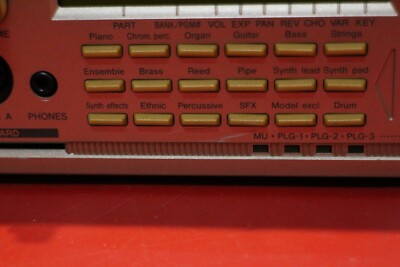 PART BANK/PGM# VOL EXP PAN REV CHO VAR KEY
Piano Chrom. perc. Organ Guitar Bass Strings
Ensemble Brass Reed Pipe Synth lead Synth pad
Synth effects Ethnic Percussive SFX Model excl. Drum
A PHONES
MU • PLG-1 • PLG-2 • PLG-3